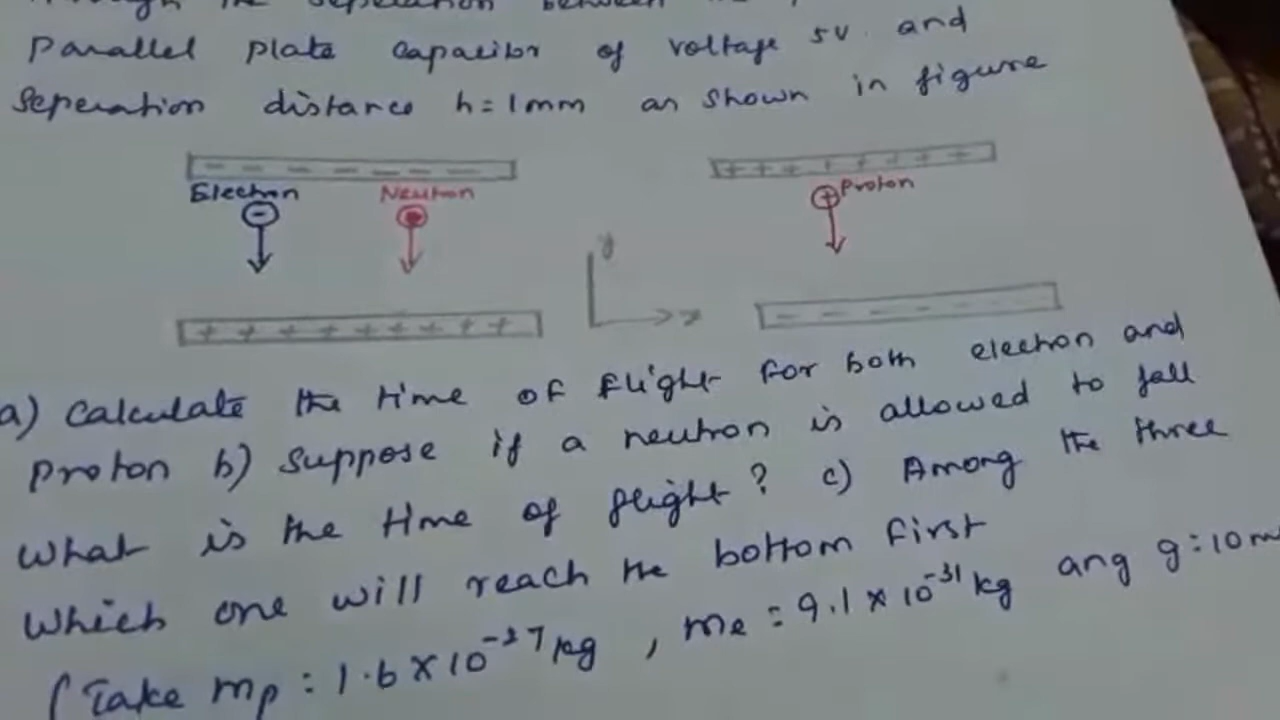 the seperation between
Parallel plate capacitor of voltage 5V and
Seperation distance h=1mm as shown in figure
- - - - - - - -
+ + + + + + + +
Electron
Neutron
Proton
-
+
y
x
+ + + + + + + +
- - - - - -
a) Calculate the time of flight for both electron and
Proton b) Suppose if a neutron is allowed to fall
What is the time of flight? c) Among the three
Which one will reach the bottom first
(Take mp = 1.6 × 10⁻²⁷ kg, me = 9.1 × 10⁻³¹ kg ang g = 10 m